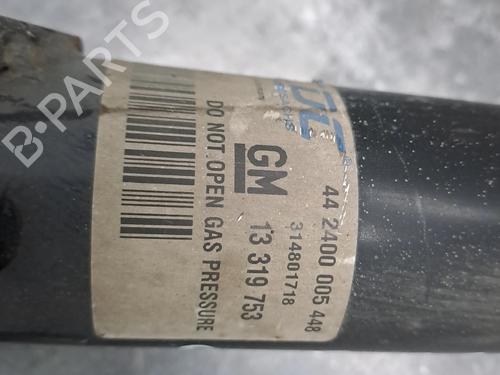 44 2400 005 448
314801718
GM
13 319 753
DO NOT OPEN GAS PRESSURE
B-PARTS